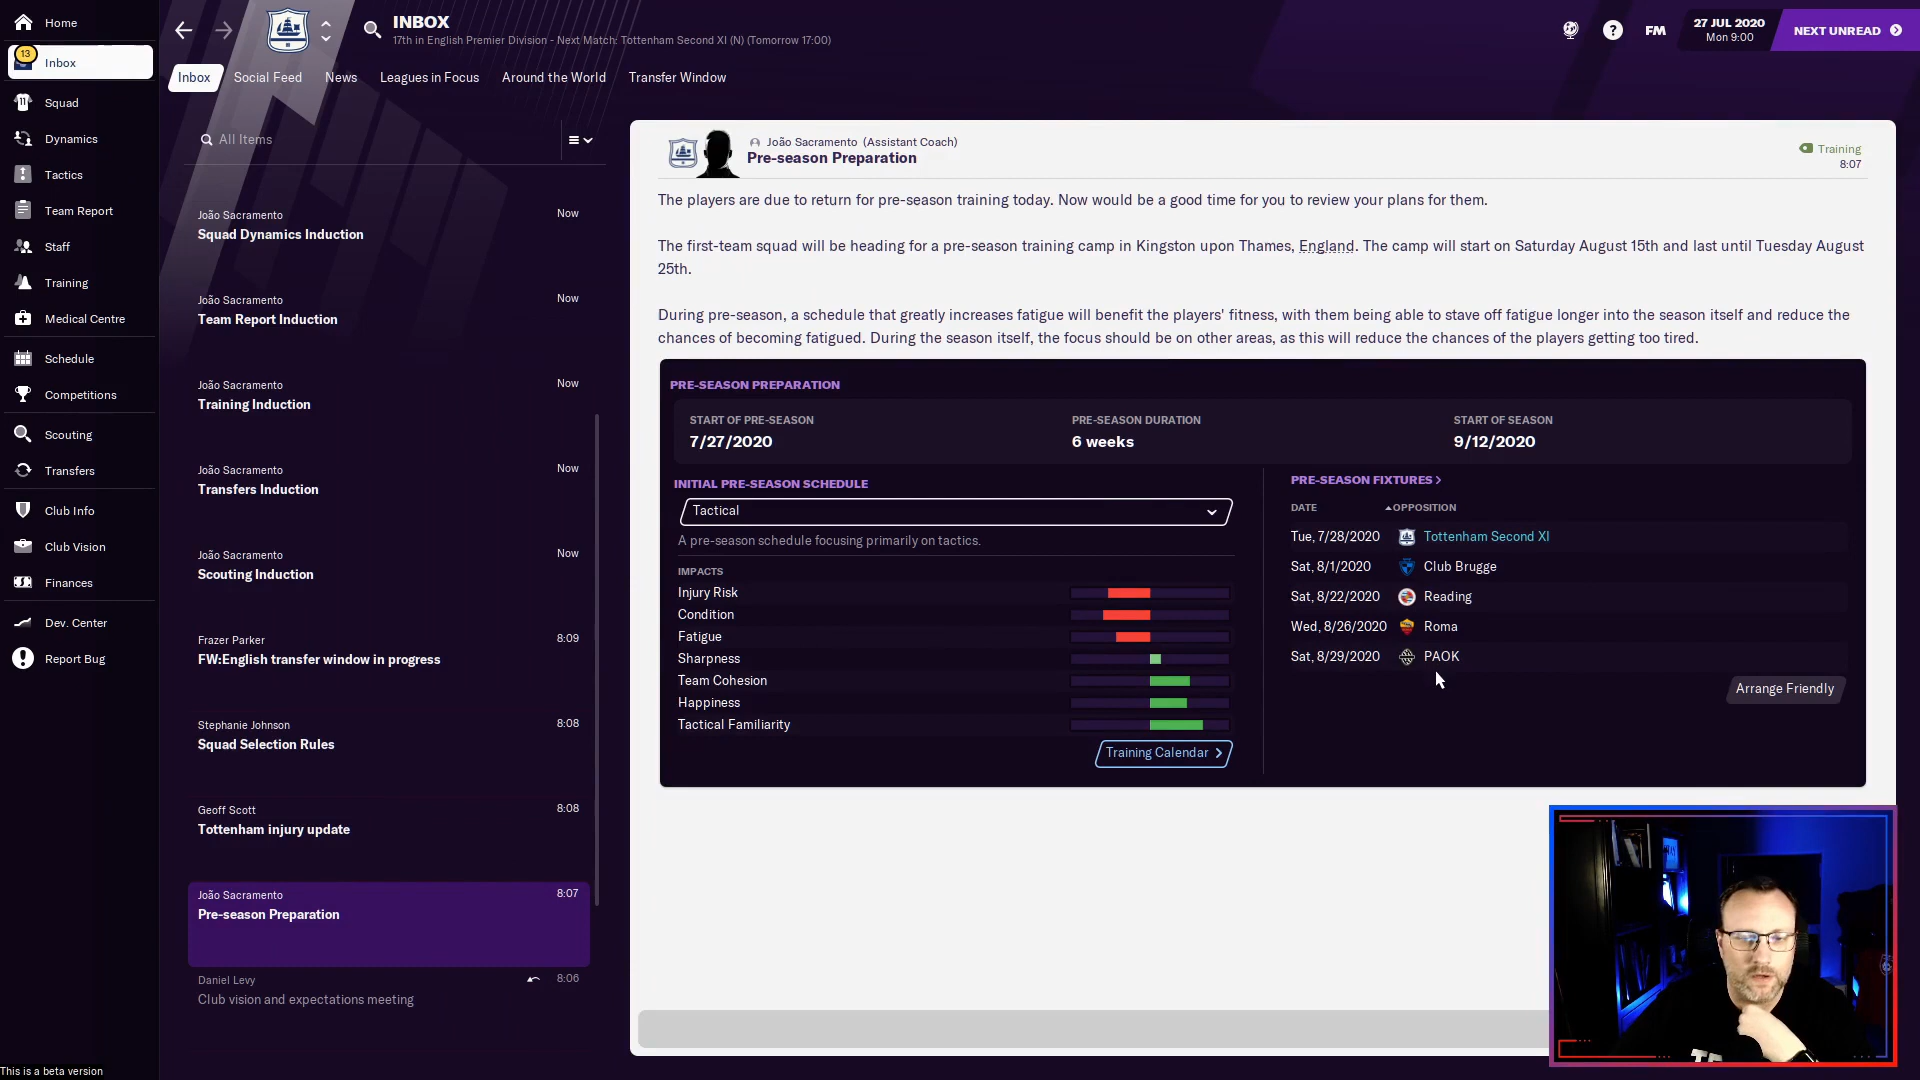 Home
13
Inbox
Squad
Dynamics
Tactics
Team Report
Staff
Training
Medical Centre
Schedule
Competitions
Scouting
Transfers
Club Info
Club Vision
Finances
Dev. Center
Report Bug
This is a beta version
INBOX
17th in English Premier Division - Next Match: Tottenham Second XI (N) (Tomorrow 17:00)
FM
27 JUL 2020
Mon 9:00
NEXT UNREAD
Inbox
Social Feed
News
Leagues in Focus
Around the World
Transfer Window
All Items
João Sacramento
Now
Squad Dynamics Induction
João Sacramento
Now
Team Report Induction
João Sacramento
Now
Training Induction
João Sacramento
Now
Transfers Induction
João Sacramento
Now
Scouting Induction
Frazer Parker
8:09
FW:English transfer window in progress
Stephanie Johnson
8:08
Squad Selection Rules
Geoff Scott
8:08
Tottenham injury update
João Sacramento
8:07
Pre-season Preparation
Daniel Levy
8:06
Club vision and expectations meeting
João Sacramento (Assistant Coach)
Pre-season Preparation
Training
8:07
The players are due to return for pre-season training today. Now would be a good time for you to review your plans for them.
The first-team squad will be heading for a pre-season training camp in Kingston upon Thames, England. The camp will start on Saturday August 15th and last until Tuesday August
25th.
During pre-season, a schedule that greatly increases fatigue will benefit the players' fitness, with them being able to stave off fatigue longer into the season itself and reduce the
chances of becoming fatigued. During the season itself, the focus should be on other areas, as this will reduce the chances of the players getting too tired.
PRE-SEASON PREPARATION
START OF PRE-SEASON
PRE-SEASON DURATION
START OF SEASON
7/27/2020
6 weeks
9/12/2020
INITIAL PRE-SEASON SCHEDULE
Tactical
A pre-season schedule focusing primarily on tactics.
IMPACTS
Injury Risk
Condition
Fatigue
Sharpness
Team Cohesion
Happiness
Tactical Familiarity
Training Calendar
PRE-SEASON FIXTURES
DATE
OPPOSITION
Tue, 7/28/2020 Tottenham Second XI
Sat, 8/1/2020 Club Brugge
Sat, 8/22/2020 Reading
Wed, 8/26/2020 Roma
Sat, 8/29/2020 PAOK
Arrange Friendly